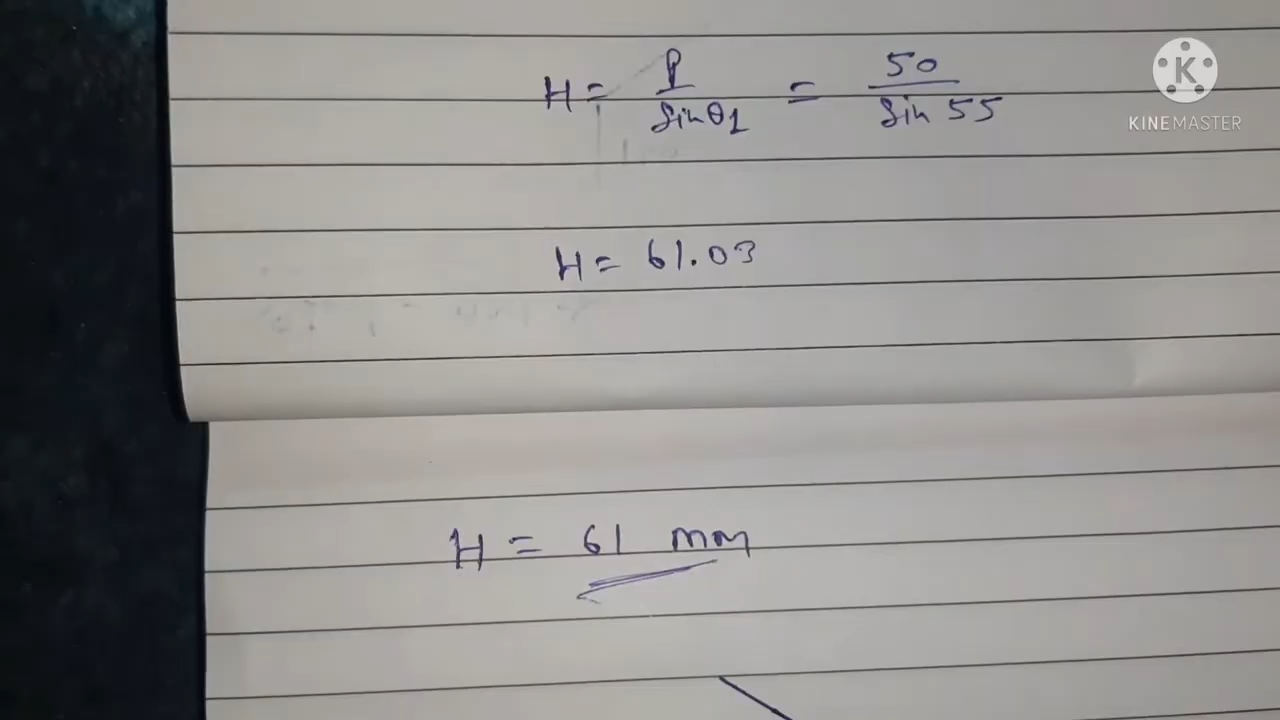 H = P / sinθ1 = 50 / sin 55
K
KINEMASTER
H = 61.03
H = 61 mm